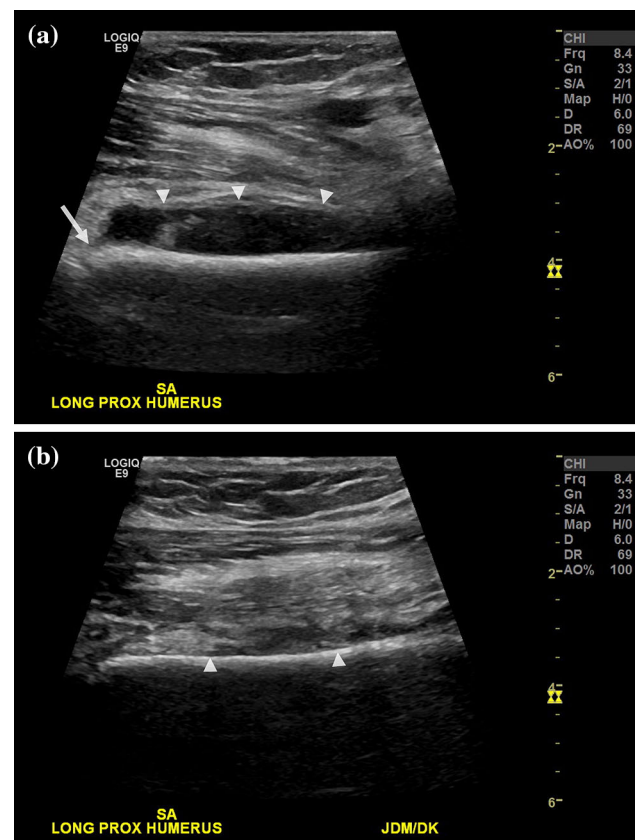 (a)
LOGIQ
E9
CHI
Frq 8.4
Gn 33
S/A 2/1
Map H/0
D 6.0
DR 69
AO% 100
2
4
6
SA
LONG PROX HUMERUS
(b)
LOGIQ
E9
CHI
Frq 8.4
Gn 33
S/A 2/1
Map H/0
D 6.0
DR 69
AO% 100
2
4
6
SA
LONG PROX HUMERUS JDM/DK